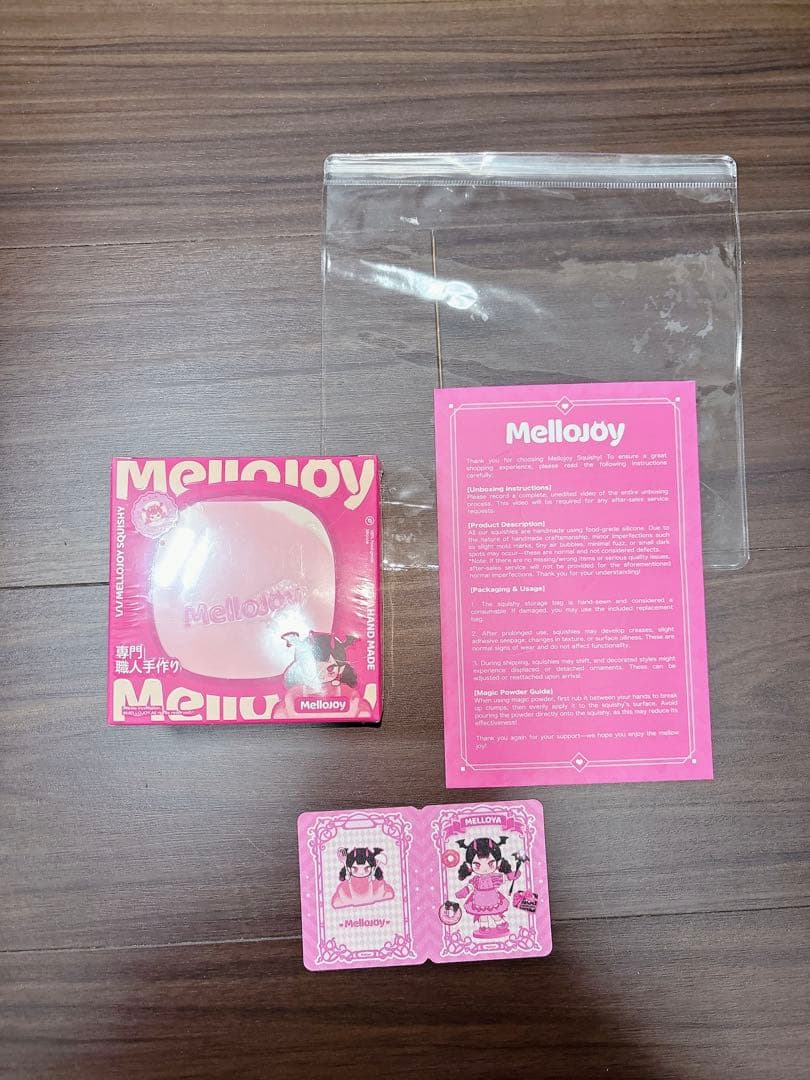 MelloJoy
MELLOJOY SQUISHY
MelloJoy
HAND MADE
専門
職人手作り
MelloJoy
MelloJoy
MelloJoy
Thank you for choosing Mellojoy Squishy! To ensure a great
shopping experience, please read the following instructions
carefully.
[Unboxing Instructions]
Please record a complete, unedited video of the entire unboxing
process. This video will be required for any after-sales service
requests.
[Product Description]
All our squishies are handmade using food-grade silicone. Due to
the nature of handmade craftsmanship, minor imperfections such
as slight mold marks, tiny air bubbles, minimal fuzz, or small dark
spots may occur—these are normal and not considered defects.
*Note: If there are no missing/wrong items or serious quality issues,
after-sales service will not be provided for the aforementioned
normal imperfections. Thank you for your understanding!
[Packaging & Usage]
1. The squishy storage bag is hand-sewn and considered a
consumable. If damaged, you may use the included replacement
bag.
2. After prolonged use, squishies may develop creases, slight
adhesive seepage, changes in texture, or surface oiliness. These are
normal signs of wear and do not affect functionality.
3. During shipping, squishies may shift, and decorated styles might
experience displaced or detached ornaments. These can be
adjusted or reattached upon arrival.
[Magic Powder Guide]
When using magic powder, first rub it between your hands to break
up clumps, then evenly apply it to the squishy's surface. Avoid
pouring the powder directly onto the squishy, as this may reduce its
effectiveness!
Thank you again for your support—we hope you enjoy the mellow
joy!
MelloJoy
MELLOYA